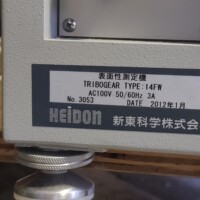 表面性測定機
TRIBOGEAR TYPE:14FW
AC100V 50/60Hz 3A
No.3053 DATE 2012年1月
HEIDON 新東科学株式会